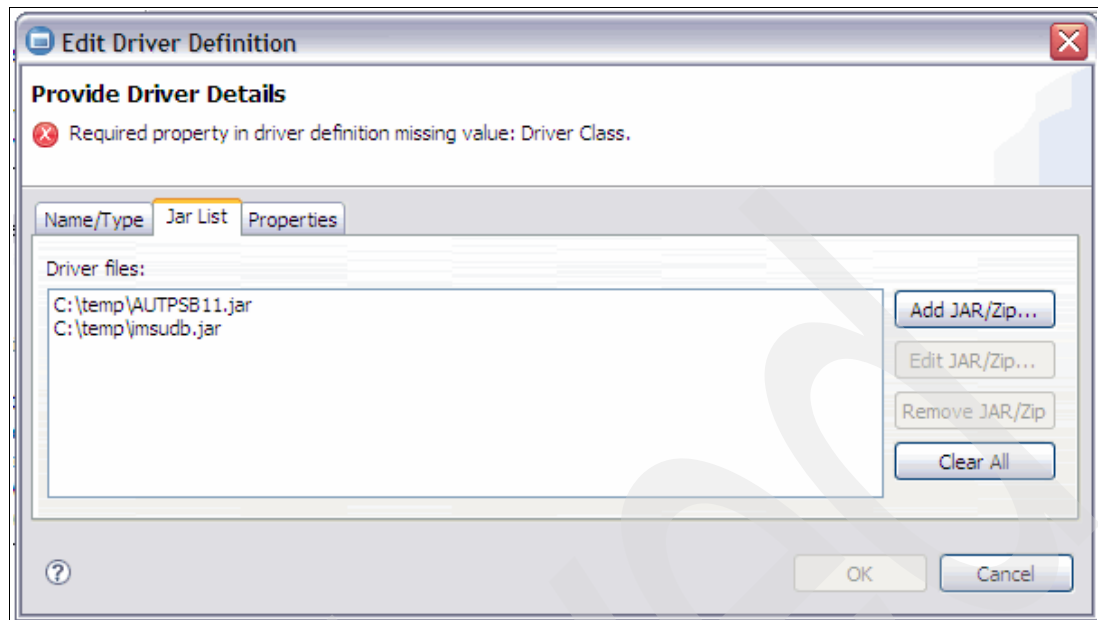 Edit Driver Definition
Provide Driver Details
Required property in driver definition missing value: Driver Class.
Name/Type Jar List Properties
Driver files:
C:\temp\AUTPSB11.jar
C:\temp\imsudb.jar
Add JAR/Zip...
Edit JAR/Zip...
Remove JAR/Zip
Clear All
?
OK Cancel